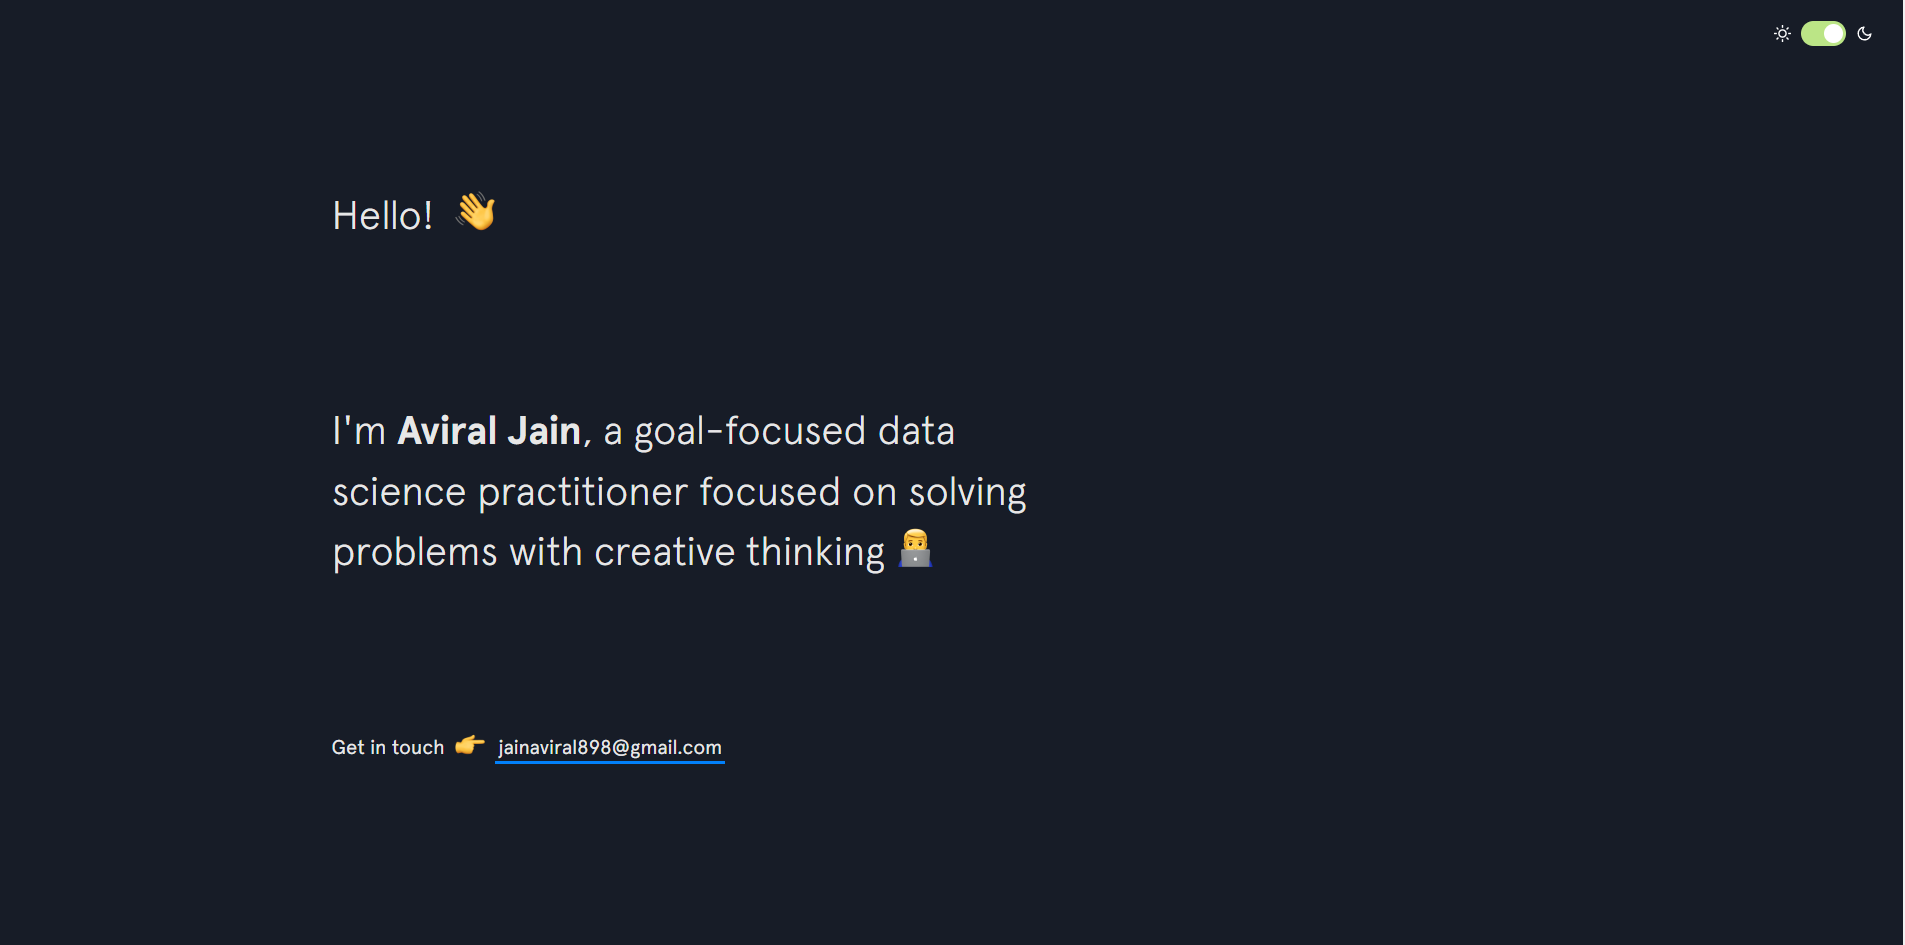 Hello! 👋
I'm Aviral Jain, a goal-focused data
science practitioner focused on solving
problems with creative thinking 👨‍💻
Get in touch 👉 jainaviral898@gmail.com